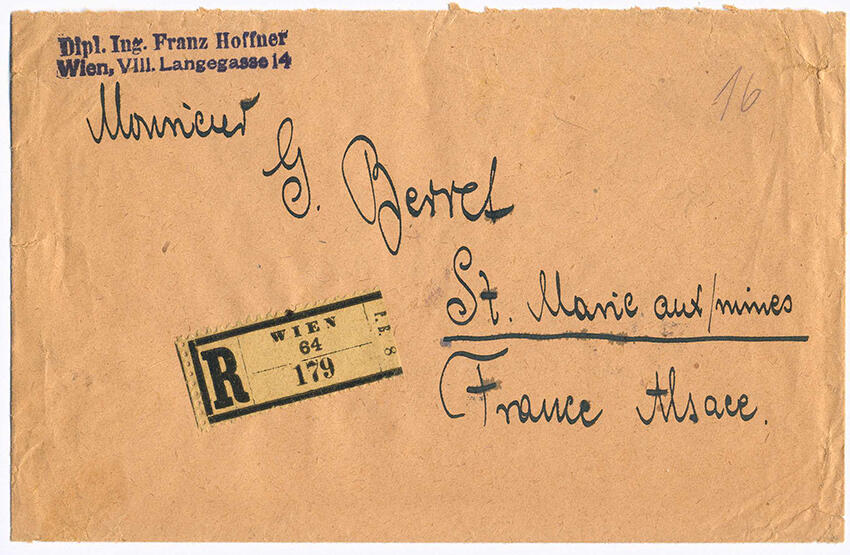 Dipl. Ing. Franz Hoffner
Wien, VIII. Langegasse 14
16
Monsieur
G. Berret
St. Marie aux/mines
France Alsace.
R
WIEN
64
179
F. B. 8